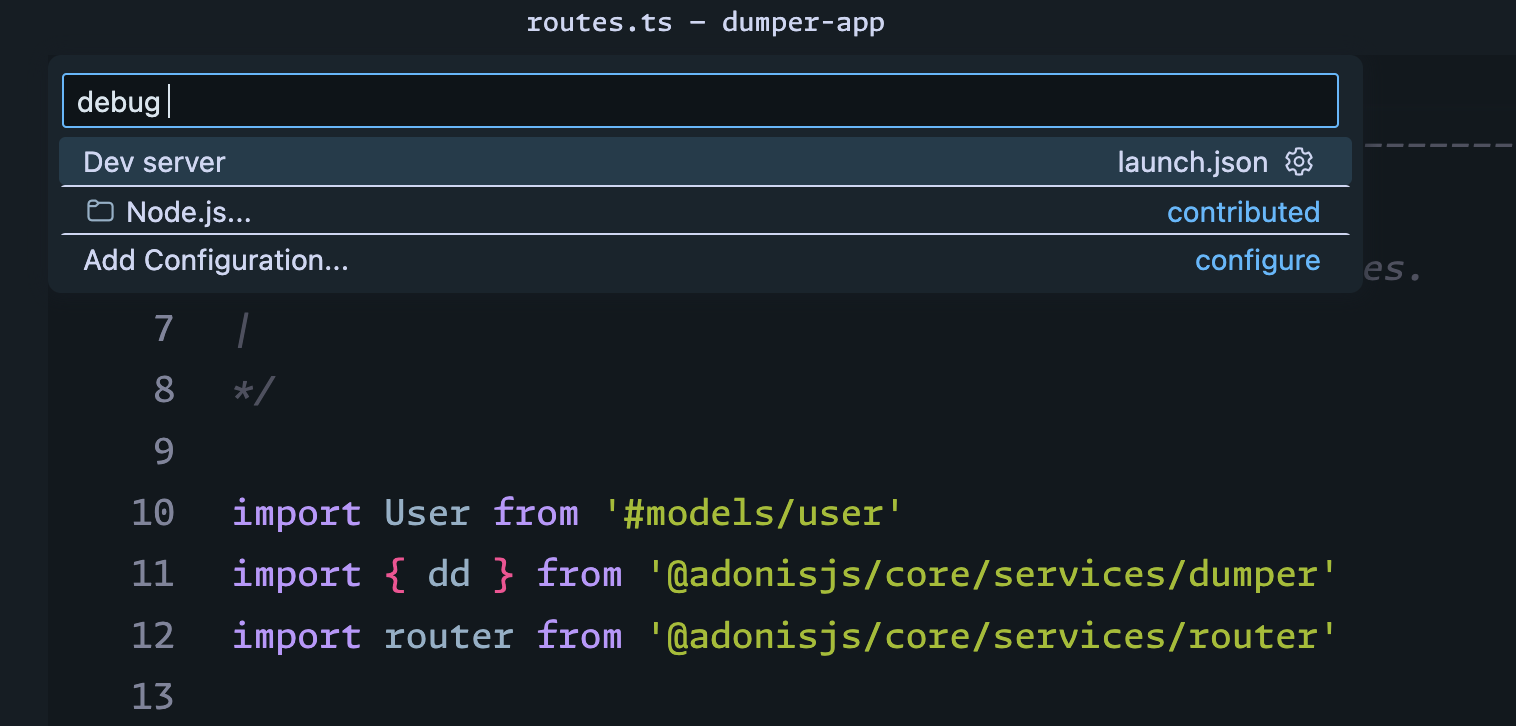 routes.ts – dumper-app
debug
Dev server launch.json
Node.js... contributed
Add Configuration... configure
es.
7 |
8 */
9
10 import User from '#models/user'
11 import { dd } from '@adonisjs/core/services/dumper'
12 import router from '@adonisjs/core/services/router'
13